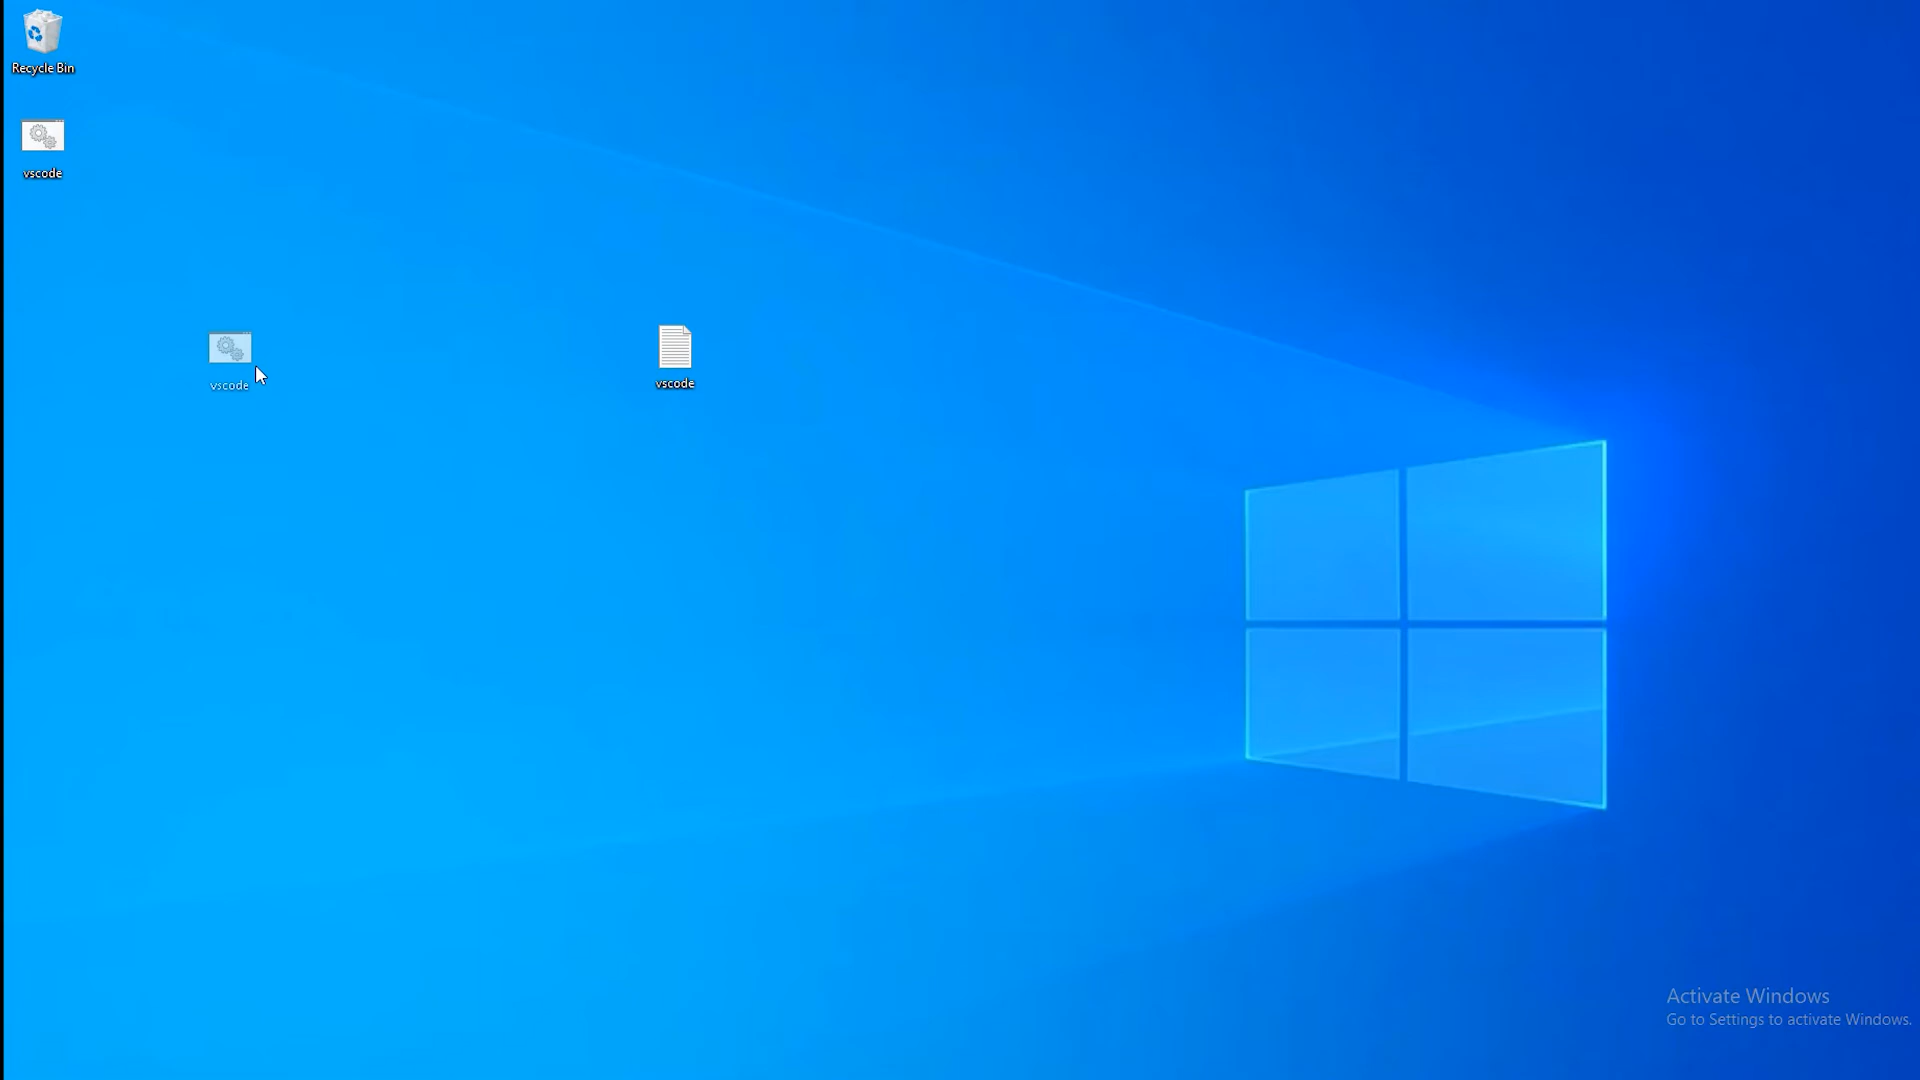 Recycle Bin
vscode
vscode
vscode
Activate Windows
Go to Settings to activate Windows.